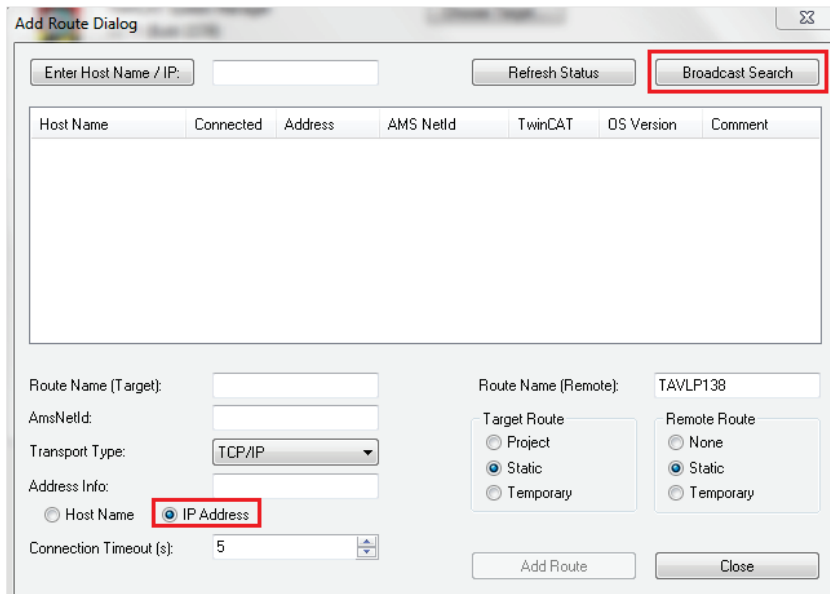 Add Route Dialog
Enter Host Name / IP: Refresh Status Broadcast Search
Host Name Connected Address AMS NetId TwinCAT OS Version Comment
Route Name (Target): Route Name (Remote): TAVLP138
AmsNetId: Target Route Remote Route
Transport Type: TCP/IP Project None
Static Static
Address Info: Temporary Temporary
Host Name IP Address
Connection Timeout (s): 5
Add Route Close